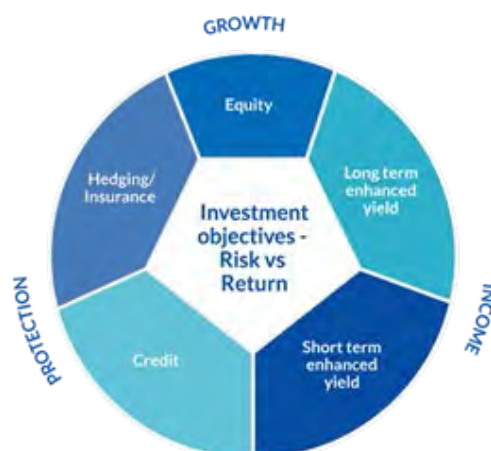 GROWTH
Equity
Hedging/
Insurance
Long term
enhanced
yield
Investment
objectives -
Risk vs
Return
PROTECTION
INCOME
Credit
Short term
enhanced
yield